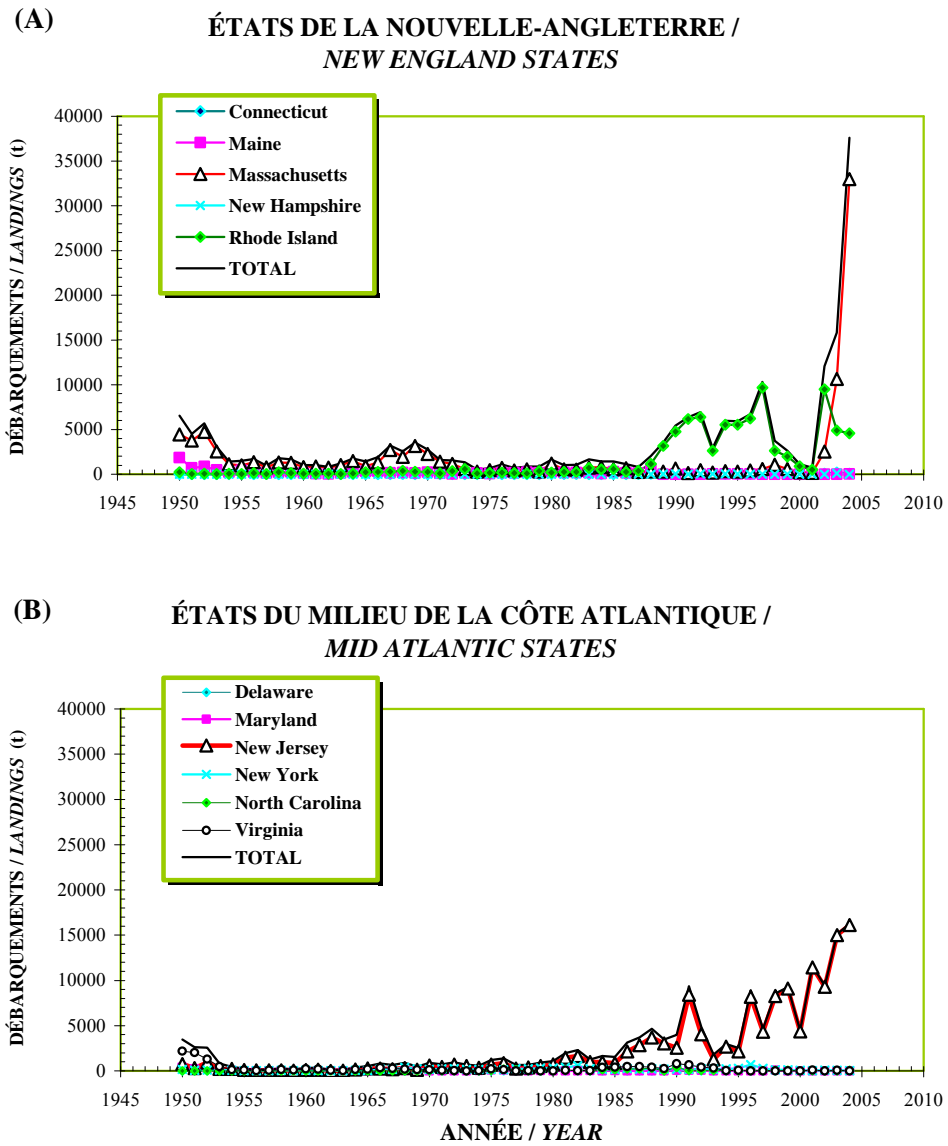 (A)
ÉTATS DE LA NOUVELLE-ANGLETERRE /
NEW ENGLAND STATES
DÉBARQUEMENTS / LANDINGS (t)
40000
35000
30000
25000
20000
15000
10000
5000
0
Connecticut
Maine
Massachusetts
New Hampshire
Rhode Island
TOTAL
1945 1950 1955 1960 1965 1970 1975 1980 1985 1990 1995 2000 2005 2010
(B)
ÉTATS DU MILIEU DE LA CÔTE ATLANTIQUE /
MID ATLANTIC STATES
DÉBARQUEMENTS / LANDINGS (t)
40000
35000
30000
25000
20000
15000
10000
5000
0
Delaware
Maryland
New Jersey
New York
North Carolina
Virginia
TOTAL
1945 1950 1955 1960 1965 1970 1975 1980 1985 1990 1995 2000 2005 2010
ANNÉE / YEAR